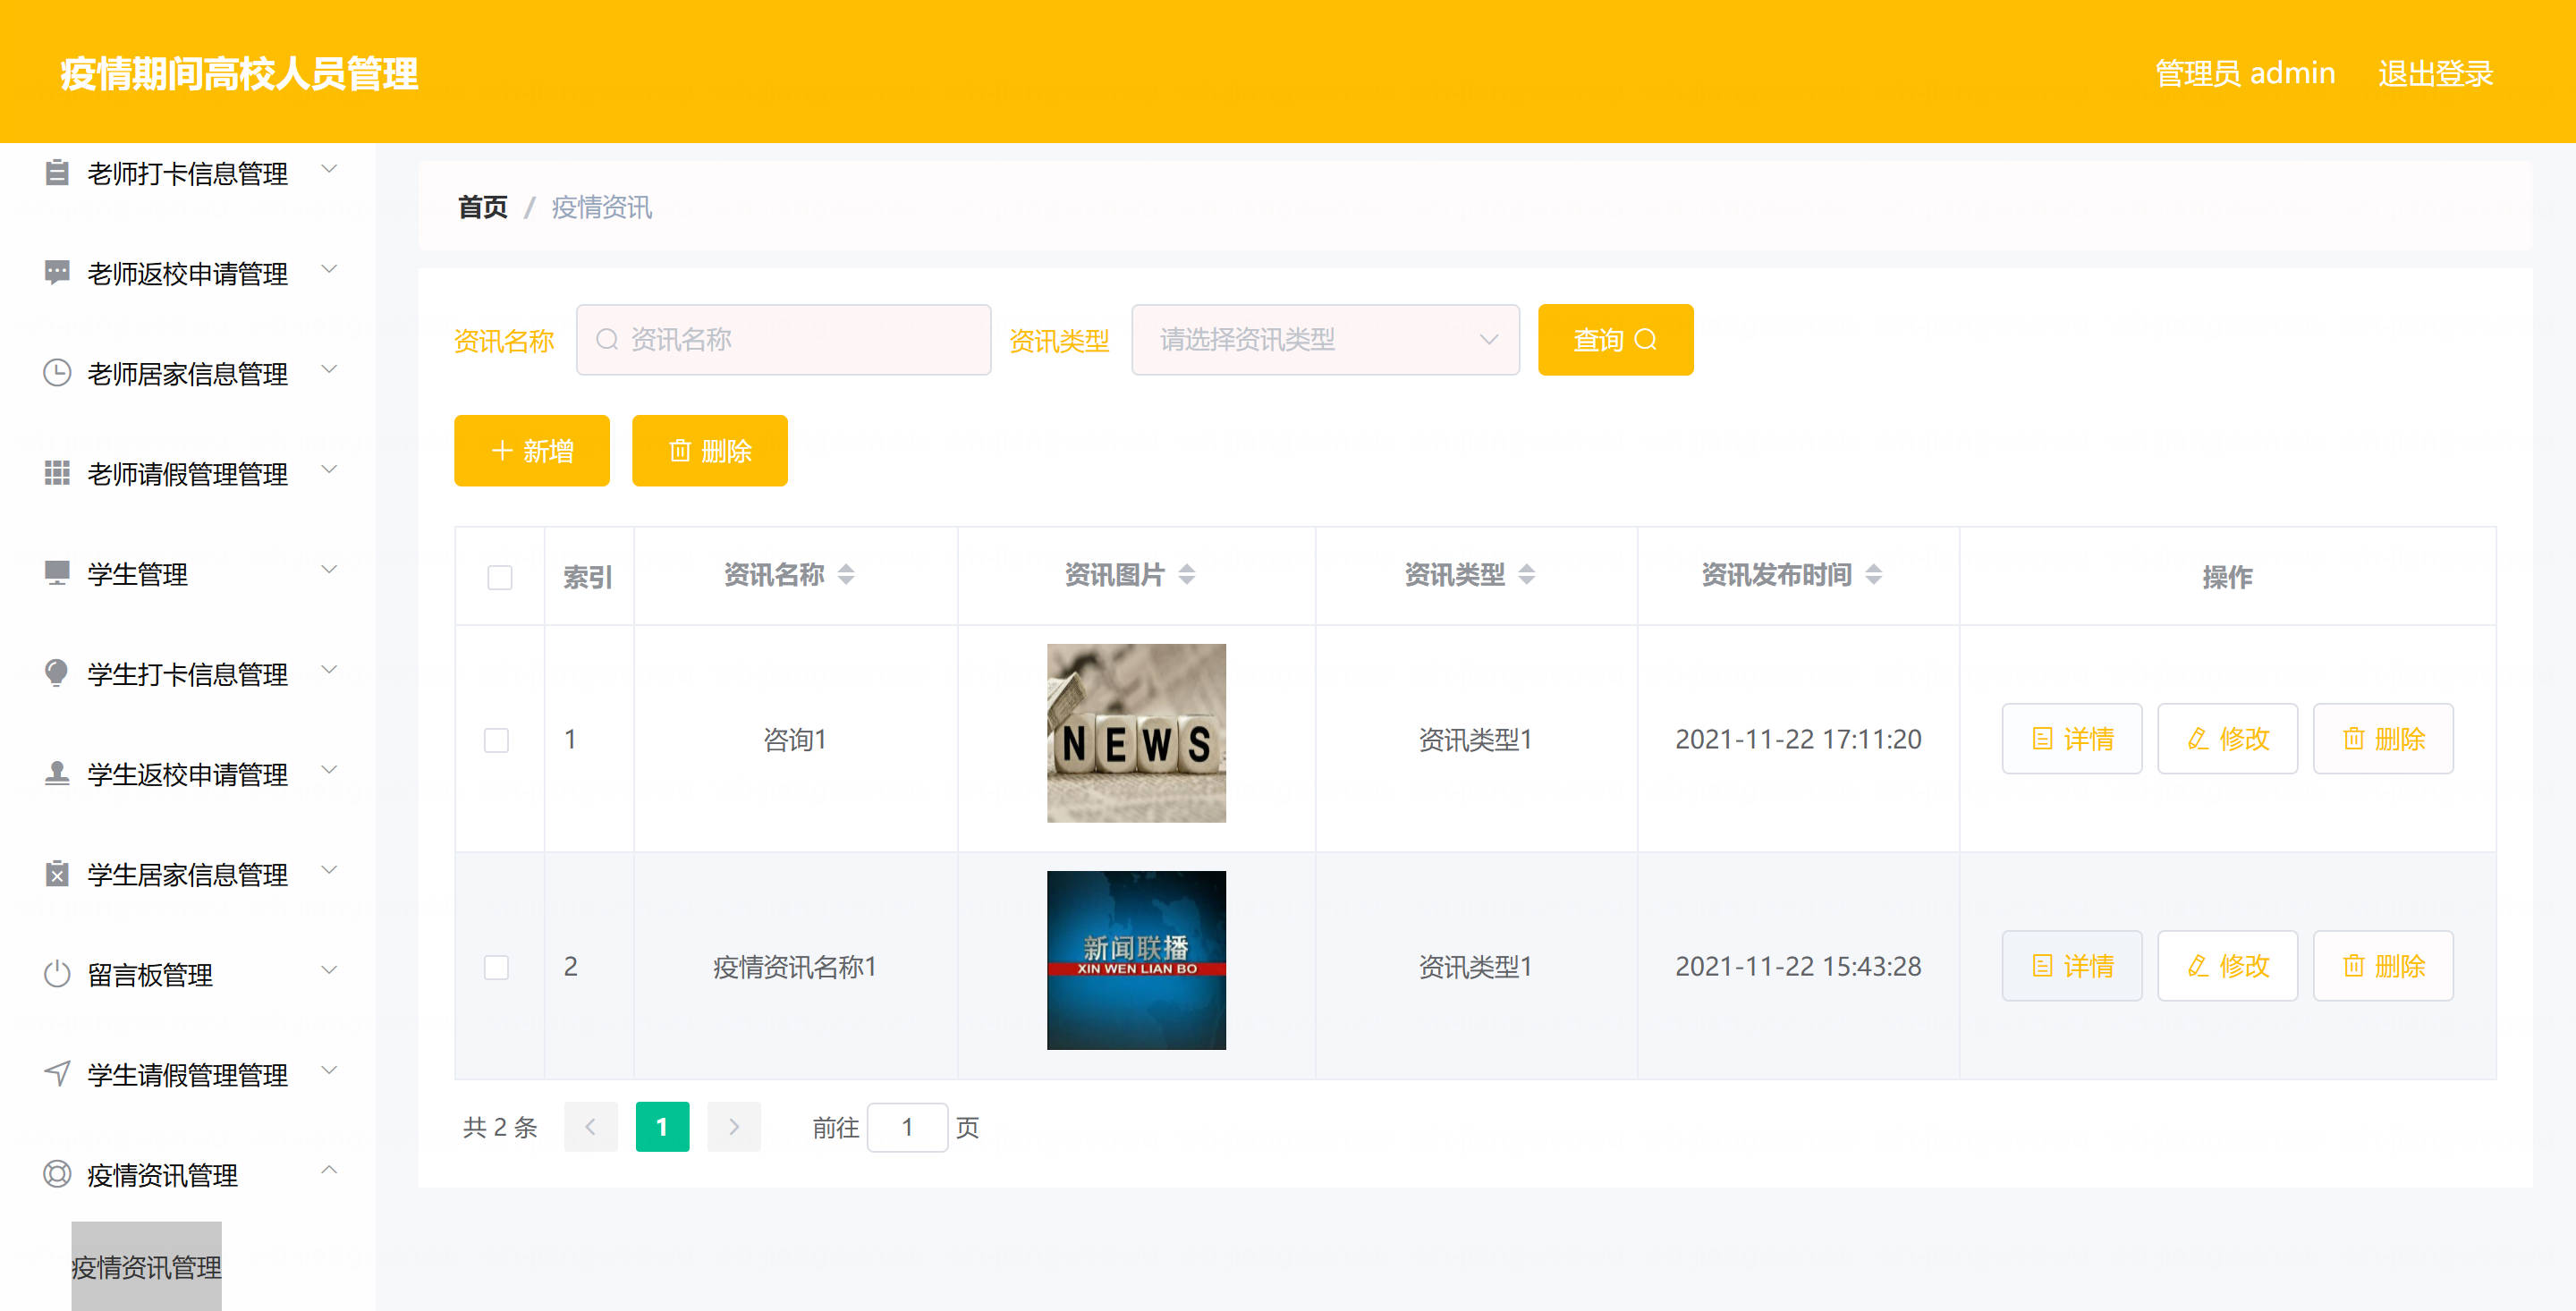 疫情期间高校人员管理
管理员 admin 退出登录
老师打卡信息管理
老师返校申请管理
老师居家信息管理
老师请假管理管理
学生管理
学生打卡信息管理
学生返校申请管理
学生居家信息管理
留言板管理
学生请假管理管理
疫情资讯管理
疫情资讯管理
首页 / 疫情资讯
资讯名称 资讯名称 资讯类型 请选择资讯类型 查询
新增 删除
索引 资讯名称 资讯图片 资讯类型 资讯发布时间 操作
1 咨询1 NEWS 资讯类型1 2021-11-22 17:11:20 详情 修改 删除
2 疫情资讯名称1 新闻联播 资讯类型1 2021-11-22 15:43:28 详情 修改 删除
XIN WEN LIAN BO
共 2 条 1 前往 1 页